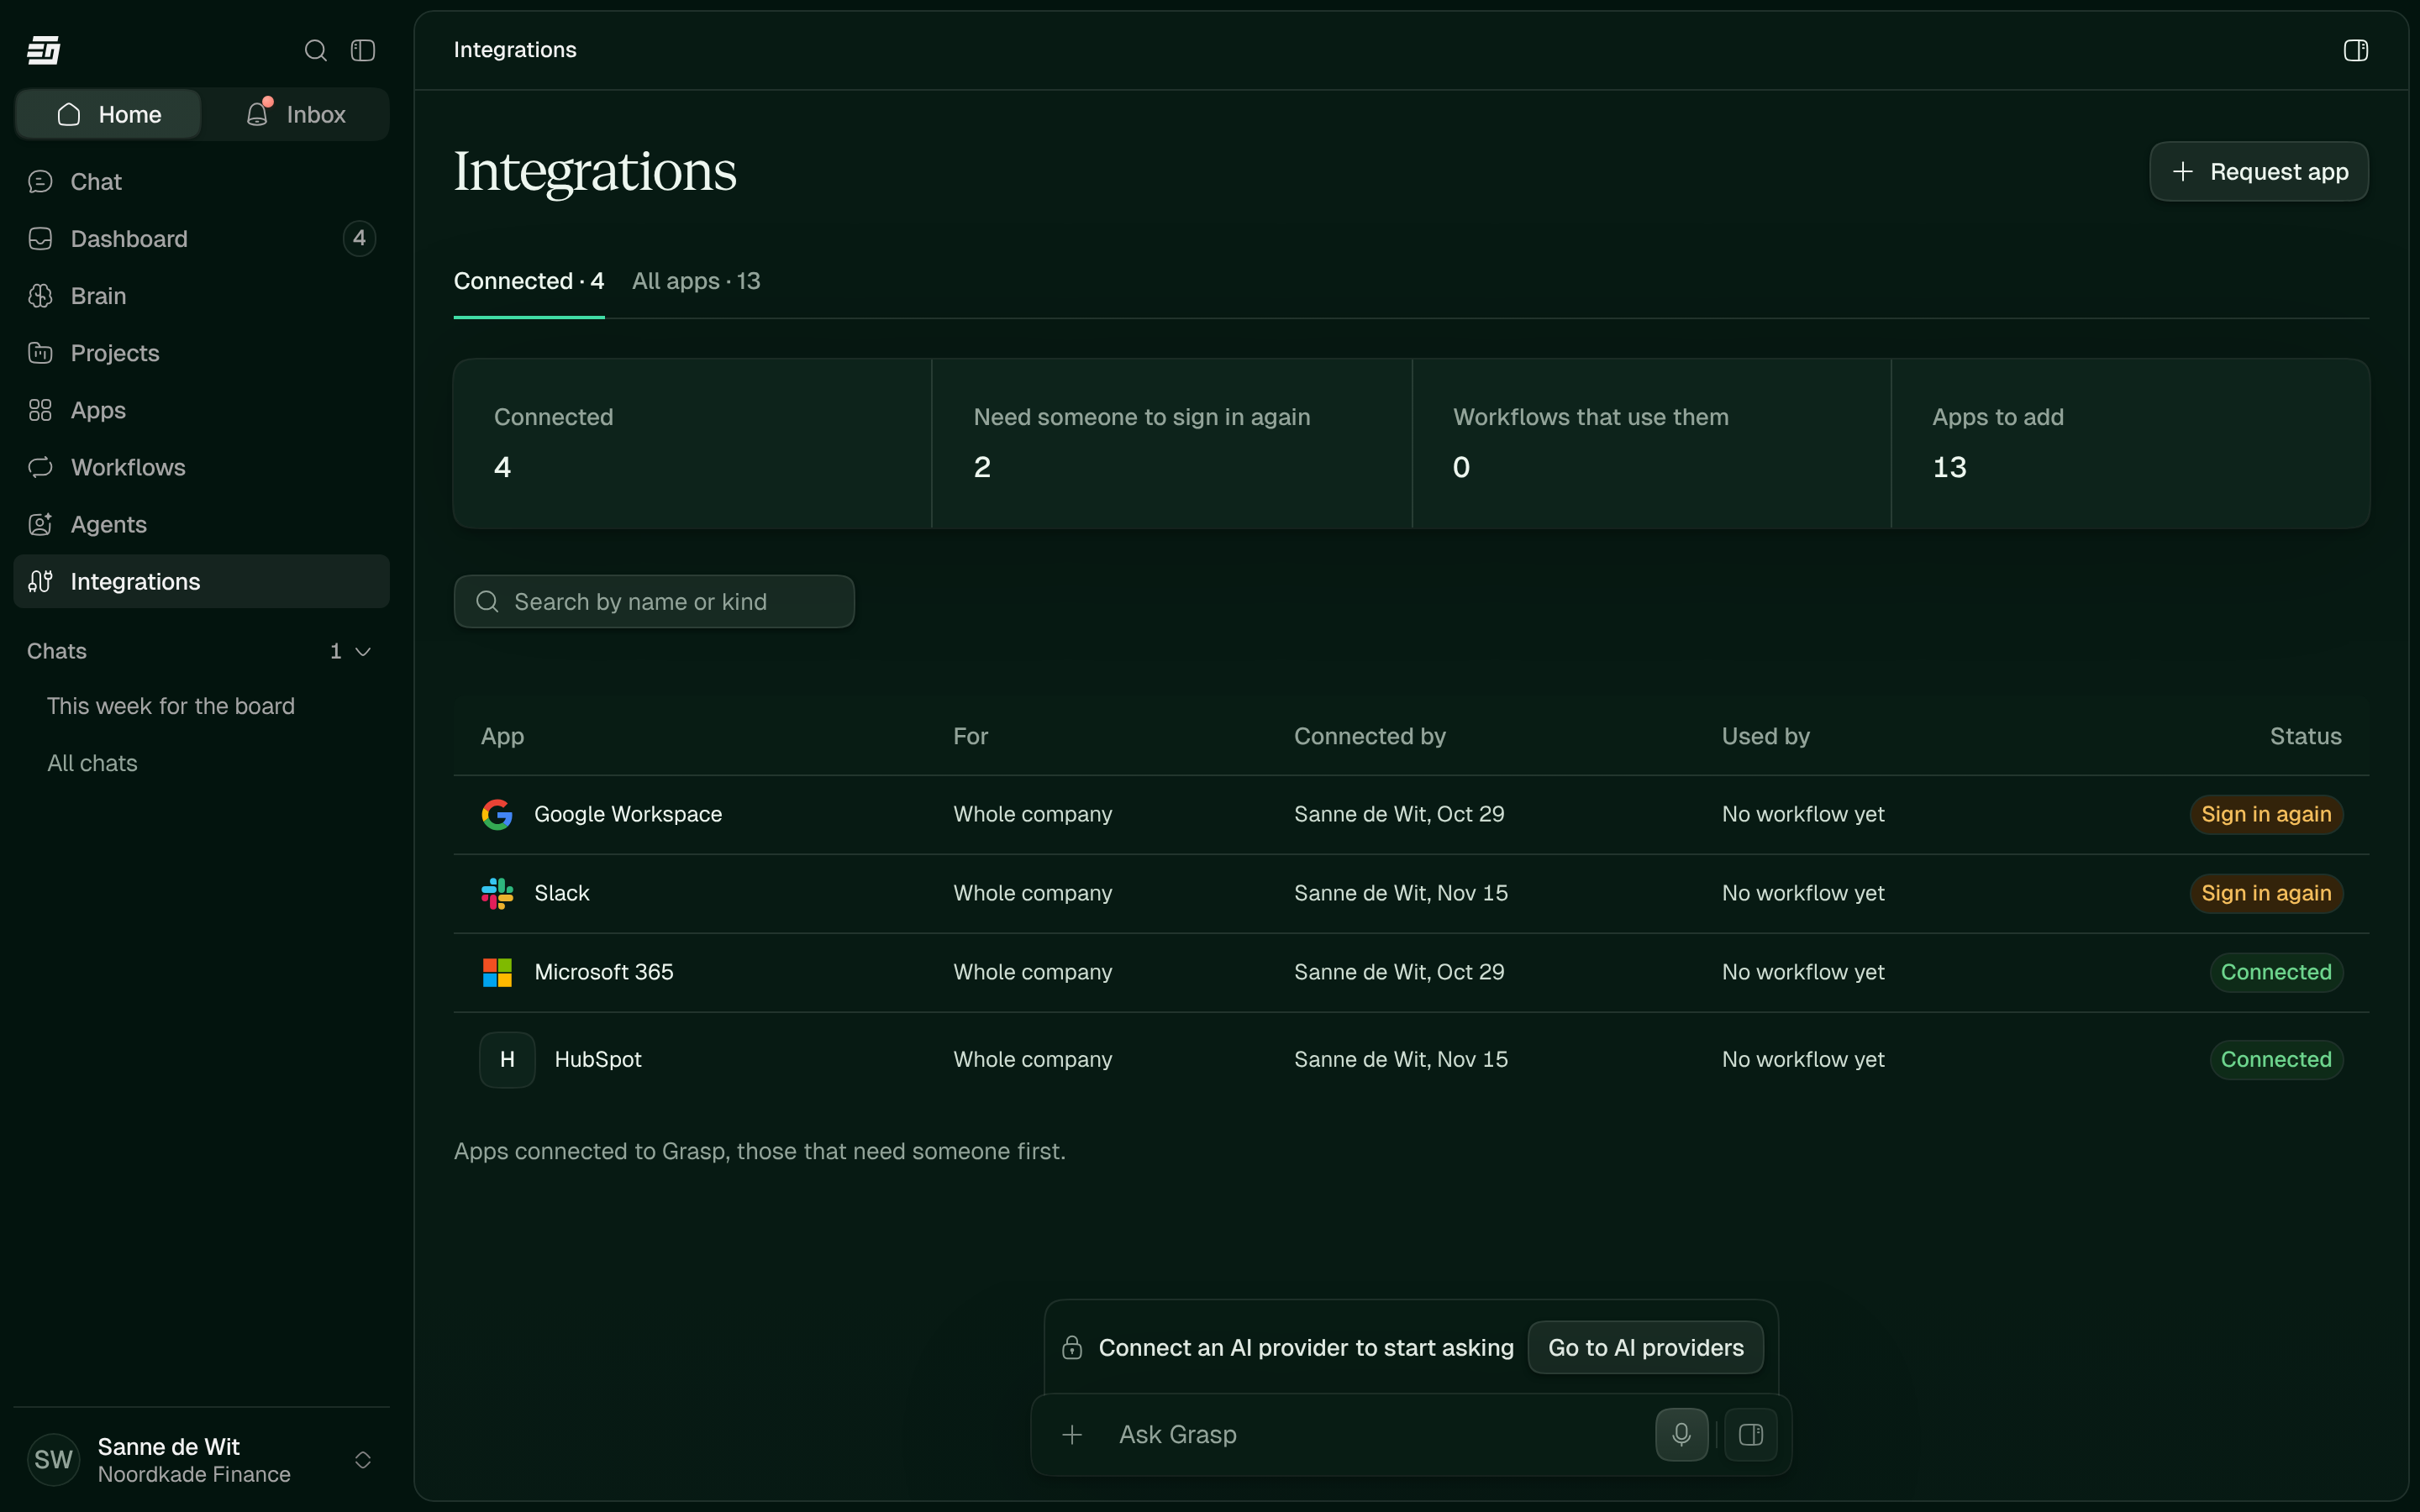 Home
Inbox
Chat
Dashboard 4
Brain
Projects
Apps
Workflows
Agents
Integrations
Chats 1
This week for the board
All chats
SW
Sanne de Wit
Noordkade Finance
Integrations
Integrations
Request app
Connected · 4
All apps · 13
Connected
4
Need someone to sign in again
2
Workflows that use them
0
Apps to add
13
Search by name or kind
App For Connected by Used by Status
Google Workspace Whole company Sanne de Wit, Oct 29 No workflow yet Sign in again
Slack Whole company Sanne de Wit, Nov 15 No workflow yet Sign in again
Microsoft 365 Whole company Sanne de Wit, Oct 29 No workflow yet Connected
H HubSpot Whole company Sanne de Wit, Nov 15 No workflow yet Connected
Apps connected to Grasp, those that need someone first.
Connect an AI provider to start asking
Go to AI providers
Ask Grasp